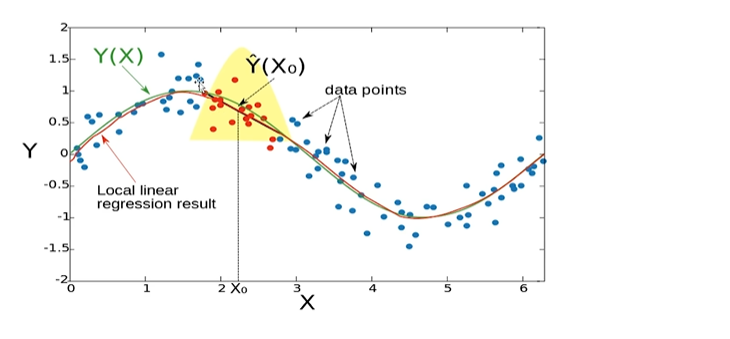 2
1.5
1
0.5
0
-0.5
-1
-1.5
-2
Y
Y(X)
Ŷ(X₀)
data points
Local linear
regression result
0 1 2 X₀ 3 4 5 6
X